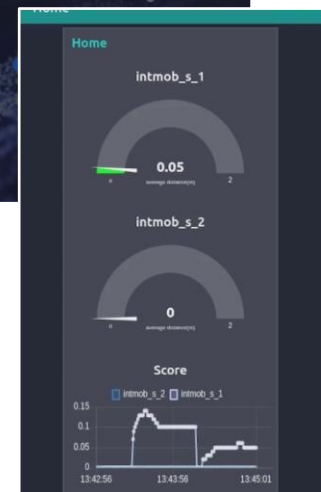 Home
intmob_s_1
0.05
average distance(m)
0 2
intmob_s_2
0
average distance(m)
0 2
Score
intmob_s_2 intmob_s_1
0.15
0.1
0.05
0
13:42:56 13:43:56 13:45:01